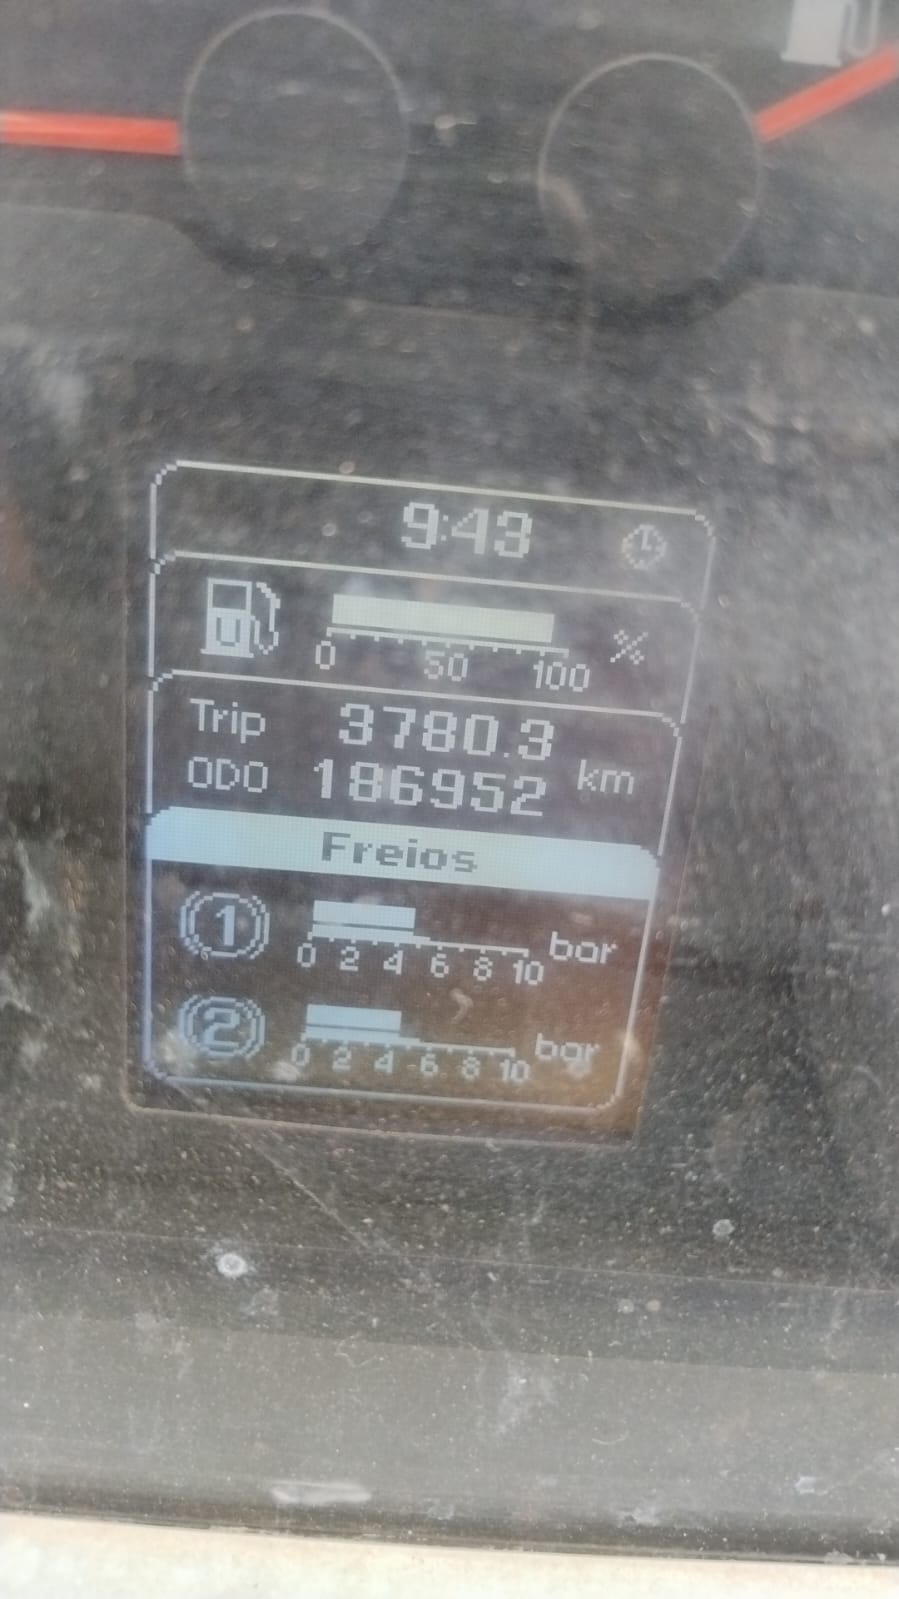 9:43
U
0 50 100 %
Trip 3780.3
ODO 186952 km
Freios
1
0 2 4 6 8 10 bar
2
0 2 4 6 8 10 bar